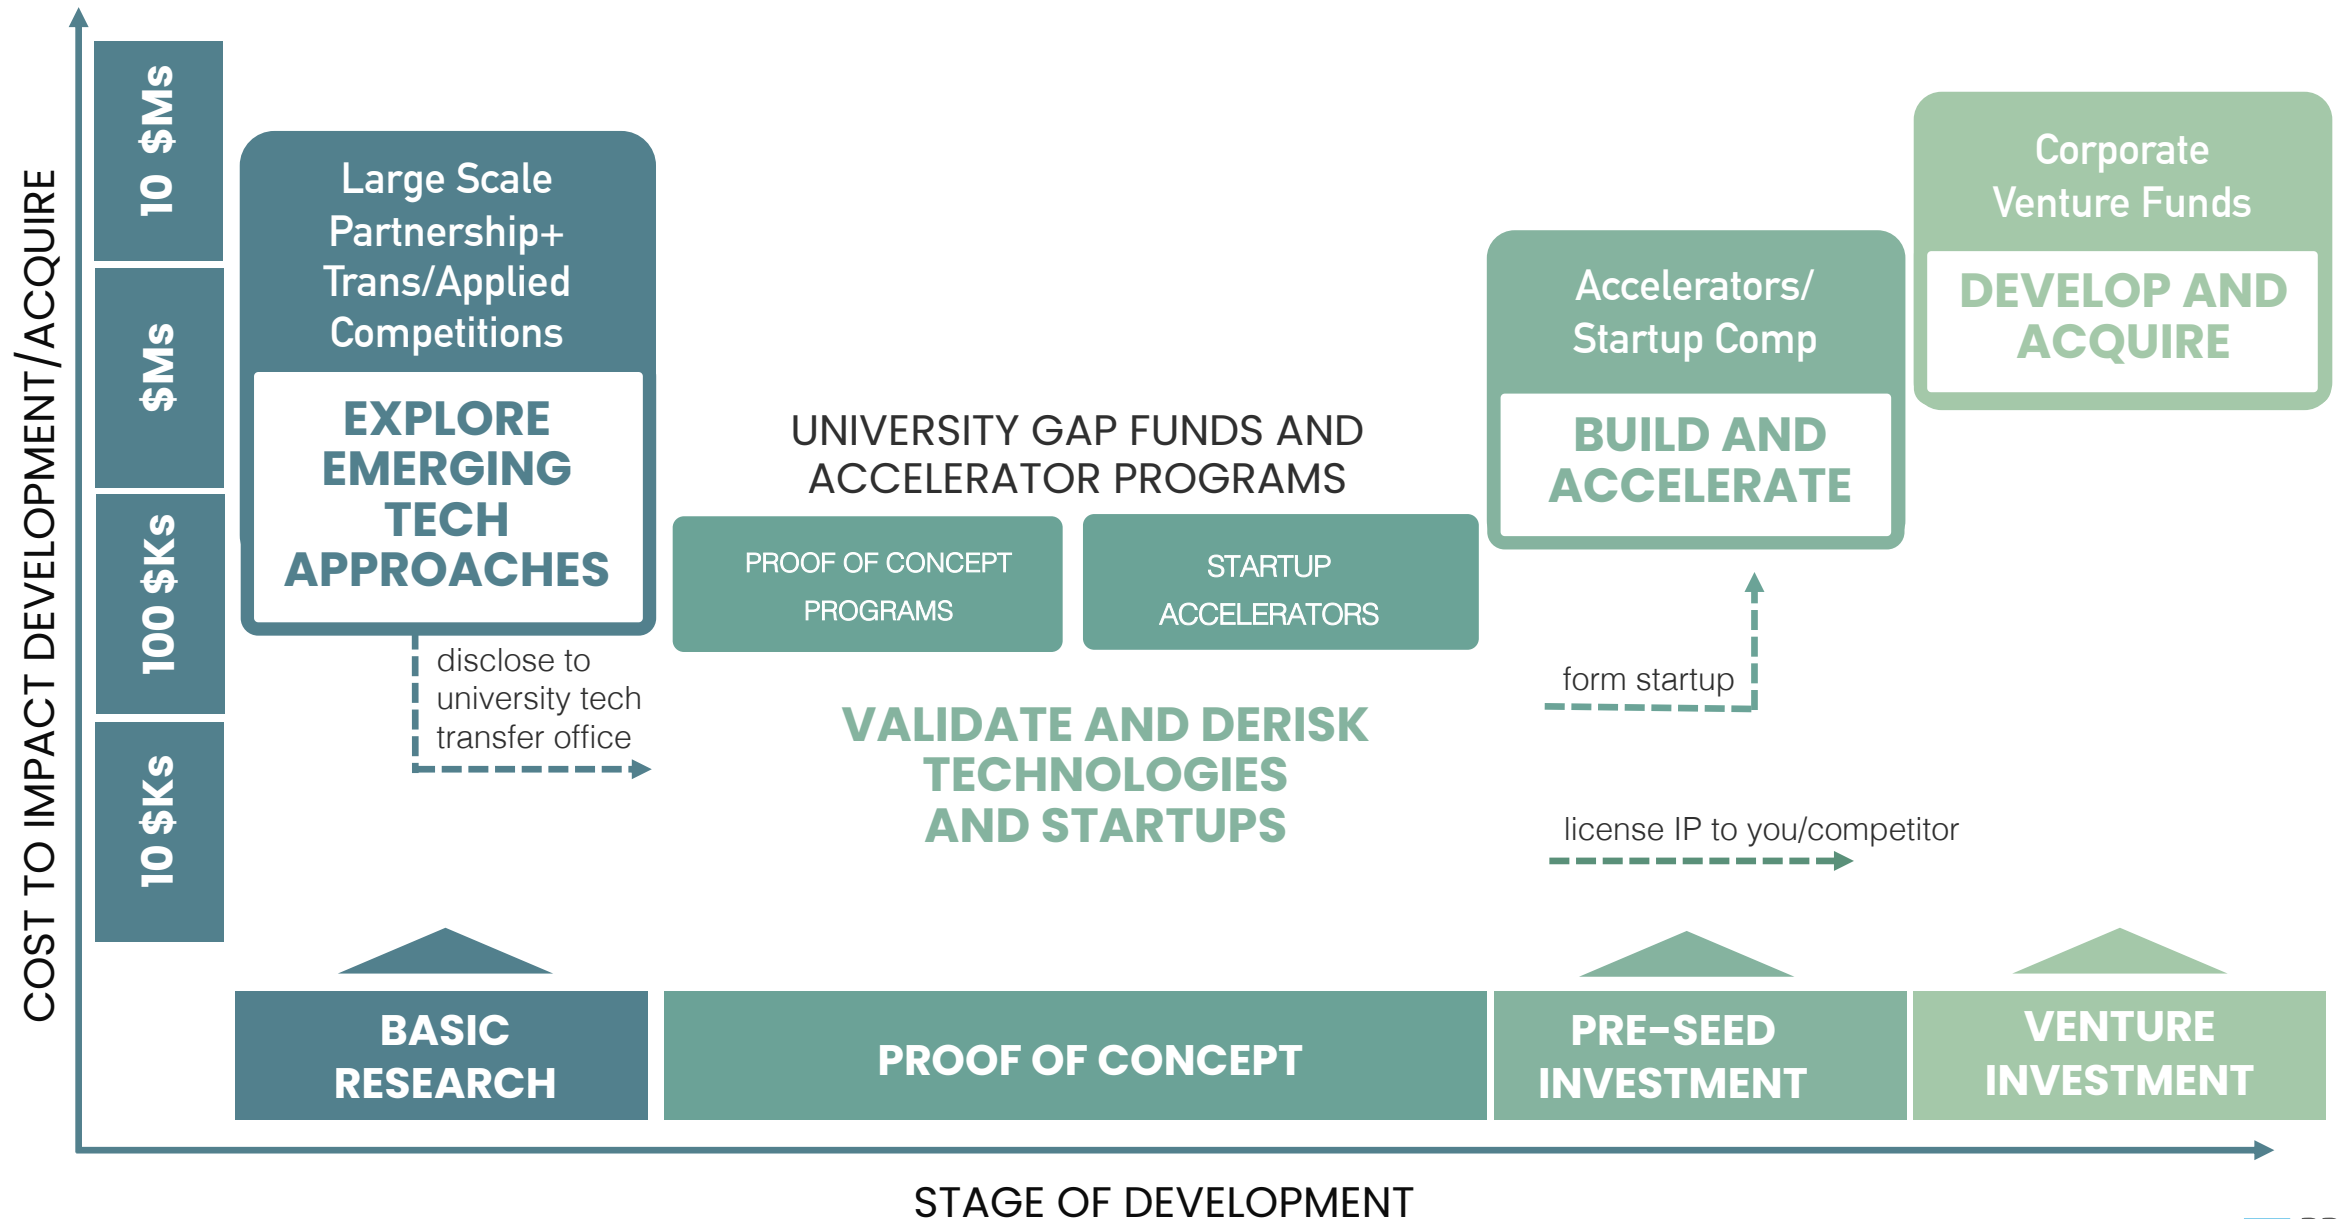 COST TO IMPACT DEVELOPMENT/ACQUIRE
10 $Ms
$Ms
100 $Ks
10 $Ks
Large Scale
Partnership+
Trans/Applied
Competitions
EXPLORE
EMERGING
TECH
APPROACHES
disclose to
university tech
transfer office
UNIVERSITY GAP FUNDS AND
ACCELERATOR PROGRAMS
PROOF OF CONCEPT
PROGRAMS
STARTUP
ACCELERATORS
VALIDATE AND DERISK
TECHNOLOGIES
AND STARTUPS
Accelerators/
Startup Comp
BUILD AND
ACCELERATE
form startup
license IP to you/competitor
Corporate
Venture Funds
DEVELOP AND
ACQUIRE
BASIC
RESEARCH
PROOF OF CONCEPT
PRE-SEED
INVESTMENT
VENTURE
INVESTMENT
STAGE OF DEVELOPMENT